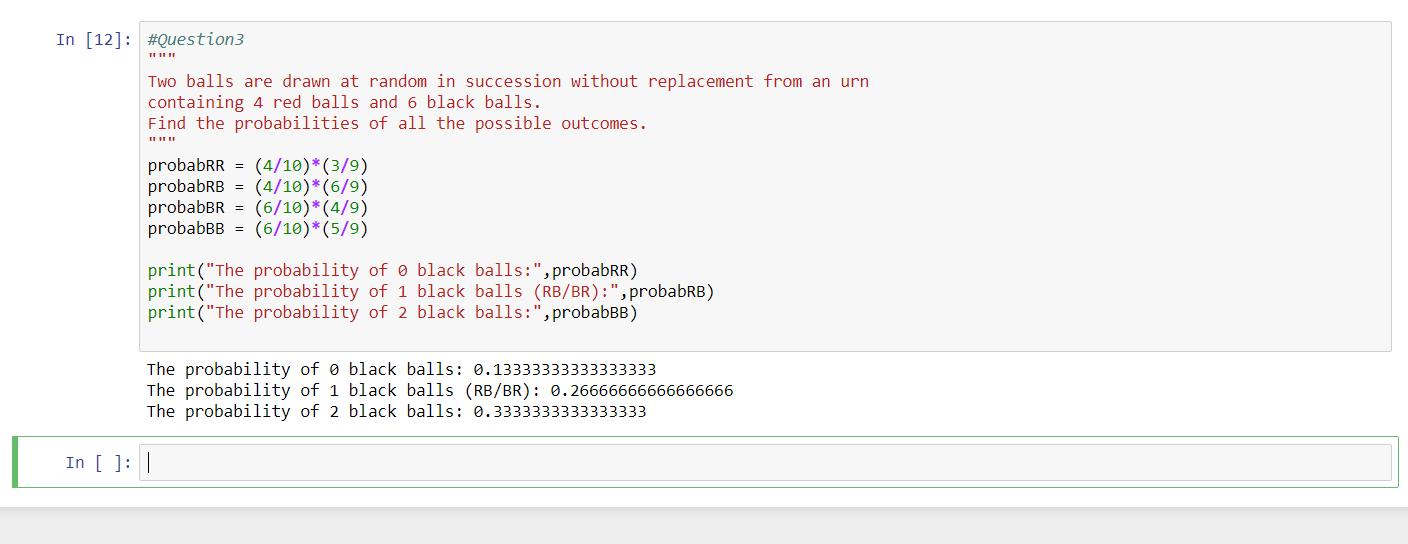 In [12]: #Question3
"""
Two balls are drawn at random in succession without replacement from an urn
containing 4 red balls and 6 black balls.
Find the probabilities of all the possible outcomes.
"""
probabRR = (4/10)*(3/9)
probabRB = (4/10)*(6/9)
probabBR = (6/10)*(4/9)
probabBB = (6/10)*(5/9)
print("The probability of 0 black balls:",probabRR)
print("The probability of 1 black balls (RB/BR):",probabRB)
print("The probability of 2 black balls:",probabBB)
The probability of 0 black balls: 0.13333333333333333
The probability of 1 black balls (RB/BR): 0.26666666666666666
The probability of 2 black balls: 0.3333333333333333
In [ ]: